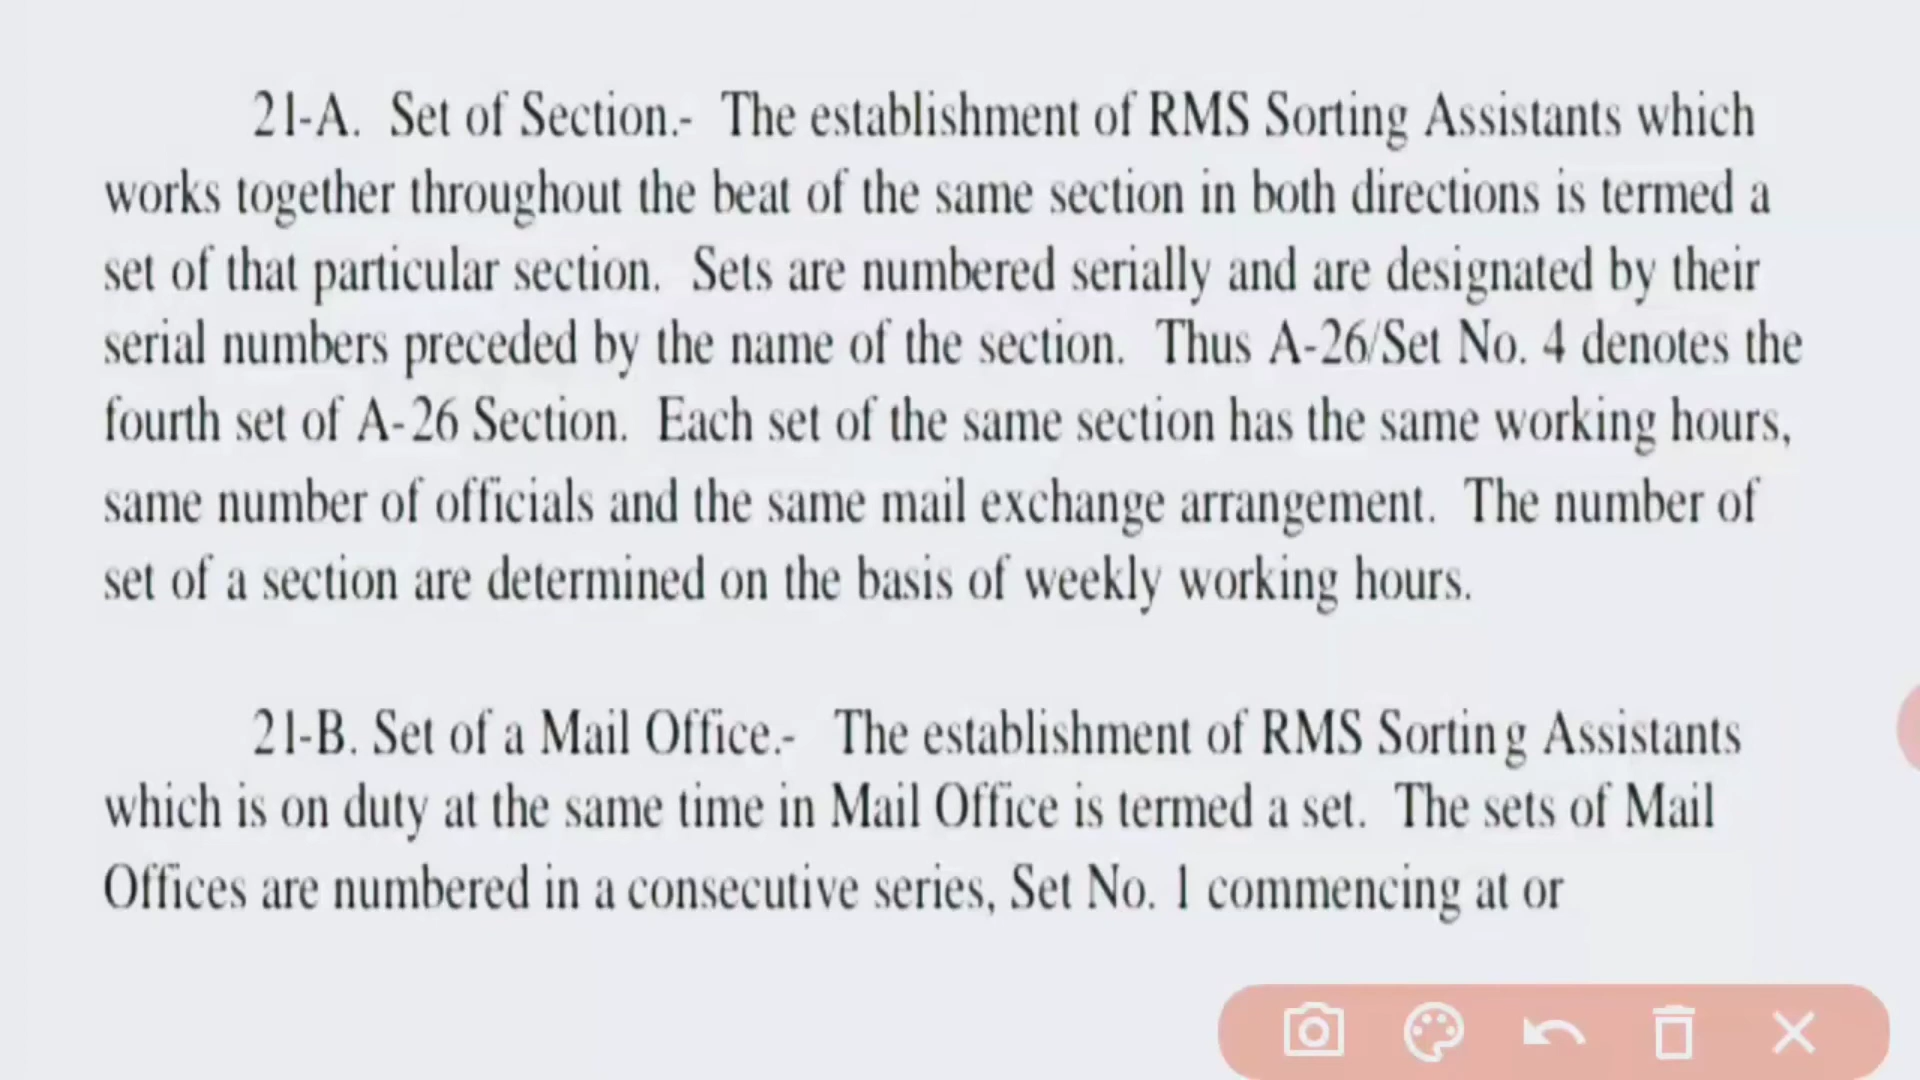 21-A. Set of Section.- The establishment of RMS Sorting Assistants which
works together throughout the beat of the same section in both directions is termed a
set of that particular section. Sets are numbered serially and are designated by their
serial numbers preceded by the name of the section. Thus A-26/Set No. 4 denotes the
fourth set of A-26 Section. Each set of the same section has the same working hours,
same number of officials and the same mail exchange arrangement. The number of
set of a section are determined on the basis of weekly working hours.
21-B. Set of a Mail Office.- The establishment of RMS Sorting Assistants
which is on duty at the same time in Mail Office is termed a set. The sets of Mail
Offices are numbered in a consecutive series, Set No. 1 commencing at or